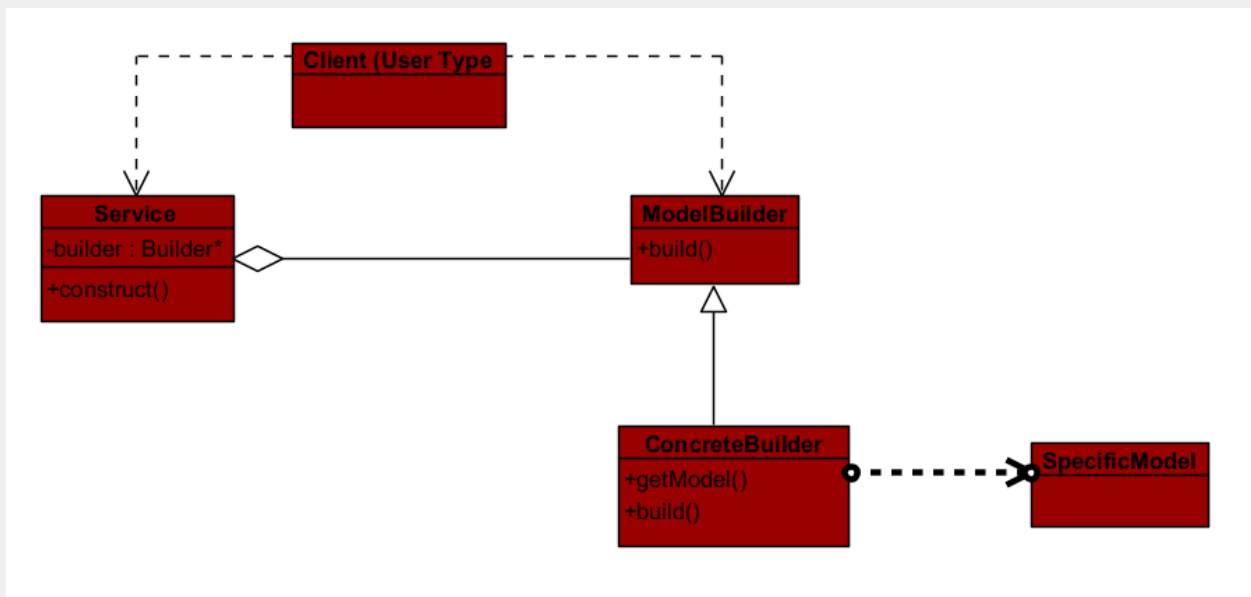 Client (User Type
Service
-builder : Builder*
+construct()
ModelBuilder
+build()
ConcreteBuilder
+getModel()
+build()
SpecificModel